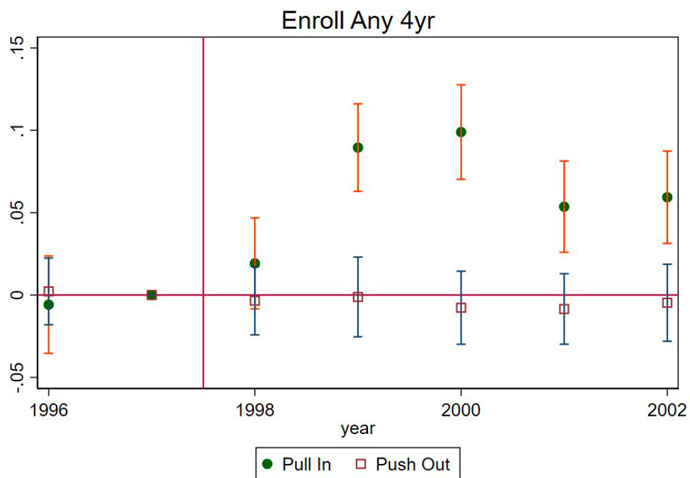 Enroll Any 4yr
.15
.1
.05
0
-.05
1996 1998 2000 2002
year
Pull In Push Out